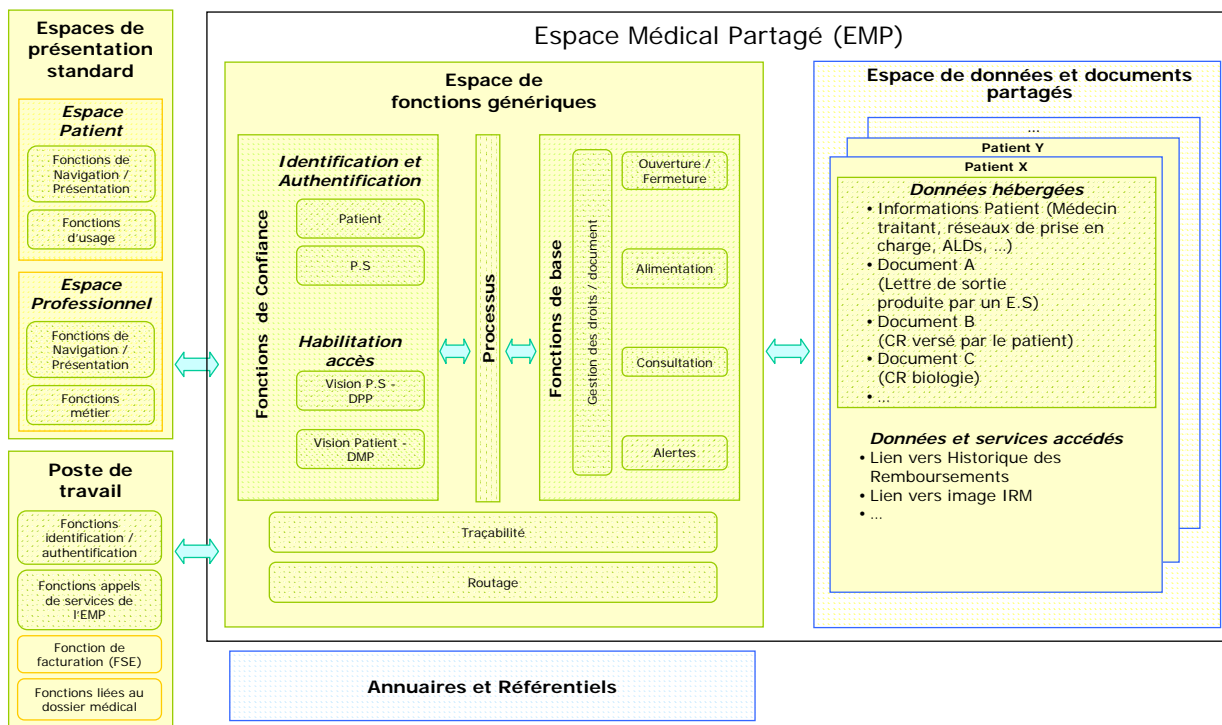 Espaces de
présentation
standard
Espace
Patient
Fonctions de
Navigation /
Présentation
Fonctions
d'usage
Espace
Professionnel
Fonctions de
Navigation /
Présentation
Fonctions
métier
Poste de
travail
Fonctions
identification /
authentification
Fonctions appels
de services de
l'EMP
Fonction de
facturation (FSE)
Fonctions liées au
dossier médical
Espace Médical Partagé (EMP)
Espace de
fonctions génériques
Fonctions de Confiance
Identification et
Authentification
Patient
P.S
Habilitation
accès
Vision P.S -
DPP
Vision Patient -
DMP
Processus
Fonctions de base
Gestion des droits / document
Ouverture /
Fermeture
Alimentation
Consultation
Alertes
Traçabilité
Routage
Espace de données et documents
partagés
...
Patient Y
Patient X
Données hébergées
• Informations Patient (Médecin
traitant, réseaux de prise en
charge, ALDs, …)
• Document A
(Lettre de sortie
produite par un E.S)
• Document B
(CR versé par le patient)
• Document C
(CR biologie)
• ...
Données et services accédés
• Lien vers Historique des
Remboursements
• Lien vers image IRM
• ...
Annuaires et Référentiels